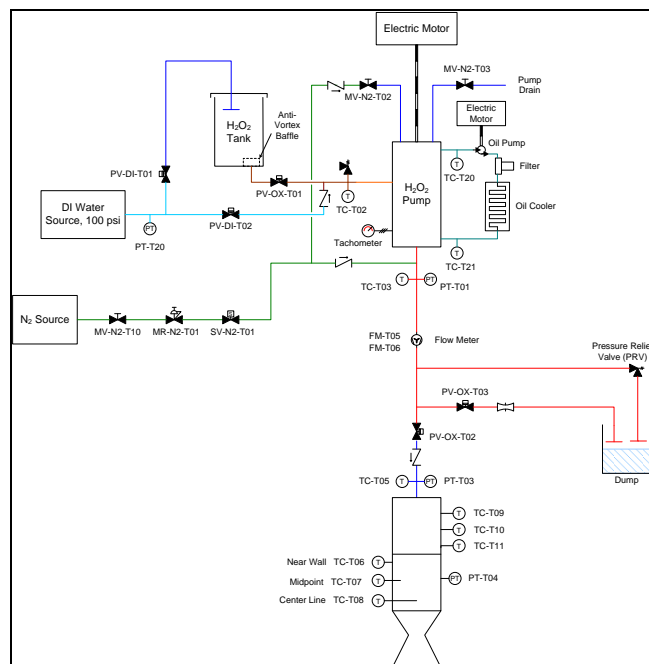 Electric Motor
MV-N2-T03
Pump
Drain
MV-N2-T02
Electric
Motor
Oil Pump
H₂O₂
Tank
Anti-
Vortex
Baffle
Filter
TC-T20
PV-DI-T01
PV-OX-T01
TC-T02
H₂O₂
Pump
Oil Cooler
DI Water
Source, 100 psi
PV-DI-T02
PT
PT-T20
Tachometer
T
T
T
TC-T21
TC-T03
T
PT
PT-T01
N₂ Source
MV-N2-T10
MR-N2-T01
SV-N2-T01
S
FM-T05
FM-T06
Flow Meter
Pressure Relie
Valve (PRV)
PV-OX-T03
PV-OX-T02
Dump
TC-T05
T
PT
PT-T03
T
TC-T09
T
TC-T10
T
TC-T11
Near Wall TC-T06
T
Midpoint TC-T07
T
PT
PT-T04
Center Line TC-T08
T